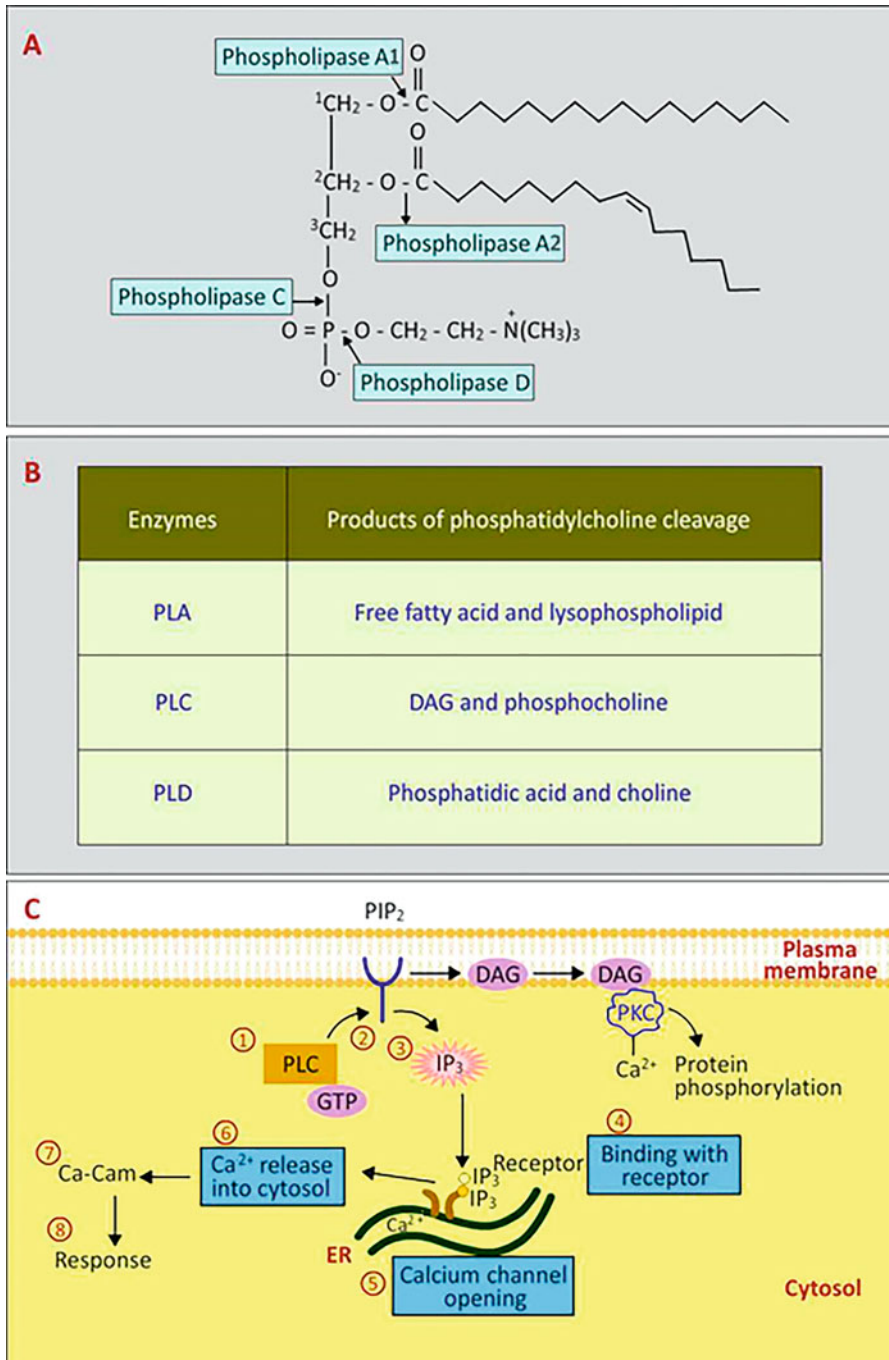 A
Phospholipase A1
O
¹CH₂ - O - C
O
²CH₂ - O - C
³CH₂
Phospholipase A2
O
Phospholipase C
O = P - O - CH₂ - CH₂ - N⁺(CH₃)₃
O⁻
Phospholipase D
B
Enzymes
Products of phosphatidylcholine cleavage
PLA
Free fatty acid and lysophospholipid
PLC
DAG and phosphocholine
PLD
Phosphatidic acid and choline
C
PIP₂
Plasma
membrane
DAG
DAG
PKC
Ca²⁺
Protein
phosphorylation
1
PLC
GTP
2
3
IP₃
4
Binding with
receptor
IP₃ Receptor
IP₃
Ca²⁺
ER
5
Calcium channel
opening
6
Ca²⁺ release
into cytosol
7
Ca-Cam
8
Response
Cytosol